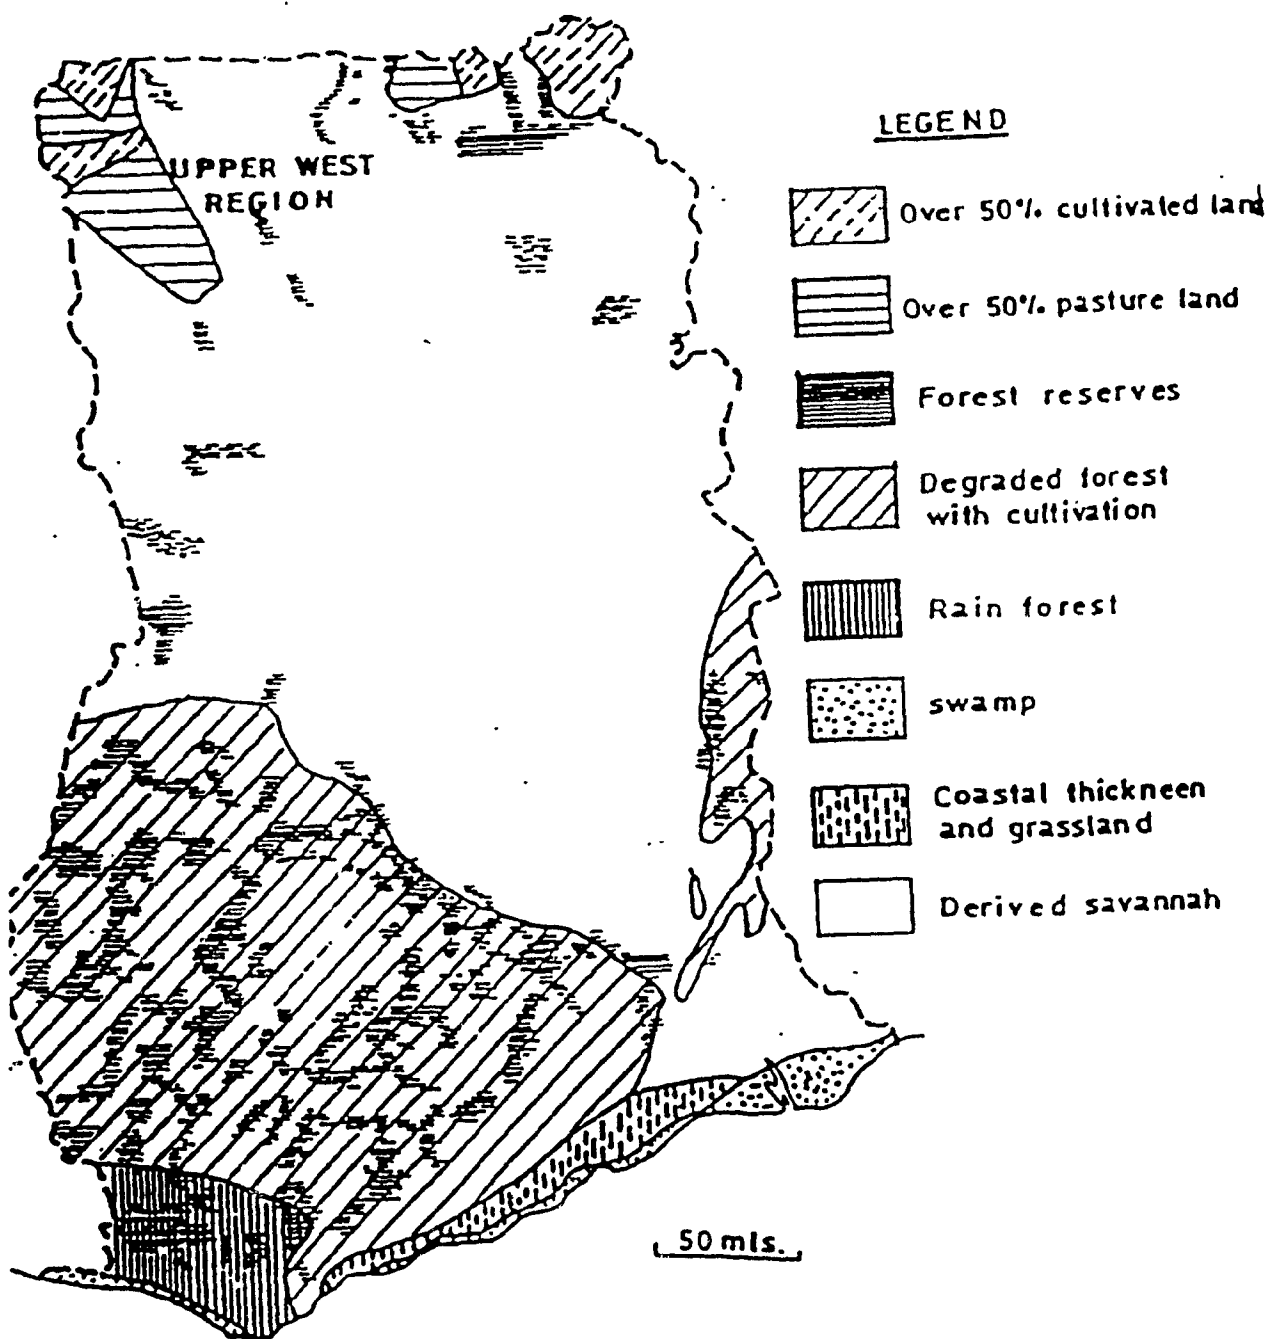 UPPER WEST
REGION
LEGEND
Over 50% cultivated land
Over 50% pasture land
Forest reserves
Degraded forest
with cultivation
Rain forest
swamp
Coastal thickneen
and grassland
Derived savannah
50 mls.